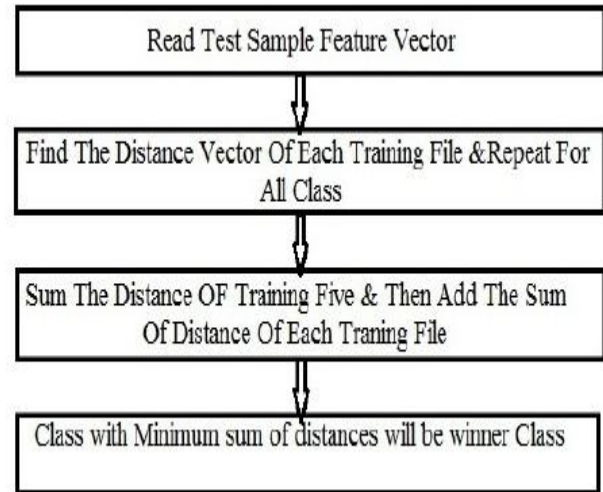 Read Test Sample Feature Vector
Find The Distance Vector Of Each Training File &Repeat For
All Class
Sum The Distance OF Training Five & Then Add The Sum
Of Distance Of Each Traning File
Class with Minimum sum of distances will be winner Class